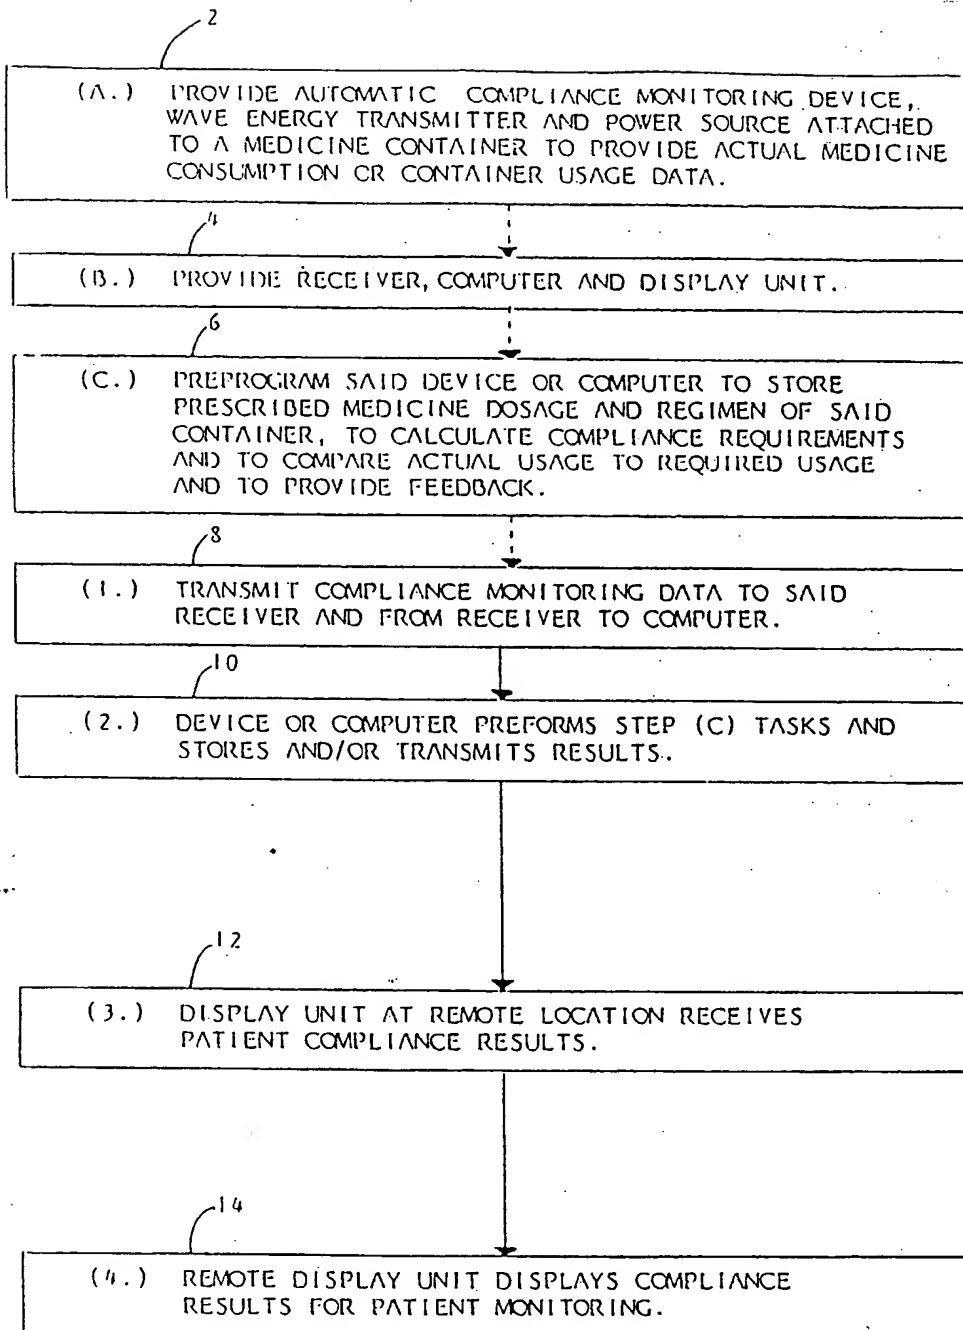 2
(A.) PROVIDE AUTOMATIC COMPLIANCE MONITORING DEVICE,
WAVE ENERGY TRANSMITTER AND POWER SOURCE ATTACHED
TO A MEDICINE CONTAINER TO PROVIDE ACTUAL MEDICINE
CONSUMPTION OR CONTAINER USAGE DATA.
4
(B.) PROVIDE RECEIVER, COMPUTER AND DISPLAY UNIT.
6
(C.) PREPROGRAM SAID DEVICE OR COMPUTER TO STORE
PRESCRIBED MEDICINE DOSAGE AND REGIMEN OF SAID
CONTAINER, TO CALCULATE COMPLIANCE REQUIREMENTS
AND TO COMPARE ACTUAL USAGE TO REQUIRED USAGE
AND TO PROVIDE FEEDBACK.
8
(1.) TRANSMIT COMPLIANCE MONITORING DATA TO SAID
RECEIVER AND FROM RECEIVER TO COMPUTER.
10
(2.) DEVICE OR COMPUTER PREFORMS STEP (C) TASKS AND
STORES AND/OR TRANSMITS RESULTS.
12
(3.) DISPLAY UNIT AT REMOTE LOCATION RECEIVES
PATIENT COMPLIANCE RESULTS.
14
(4.) REMOTE DISPLAY UNIT DISPLAYS COMPLIANCE
RESULTS FOR PATIENT MONITORING.